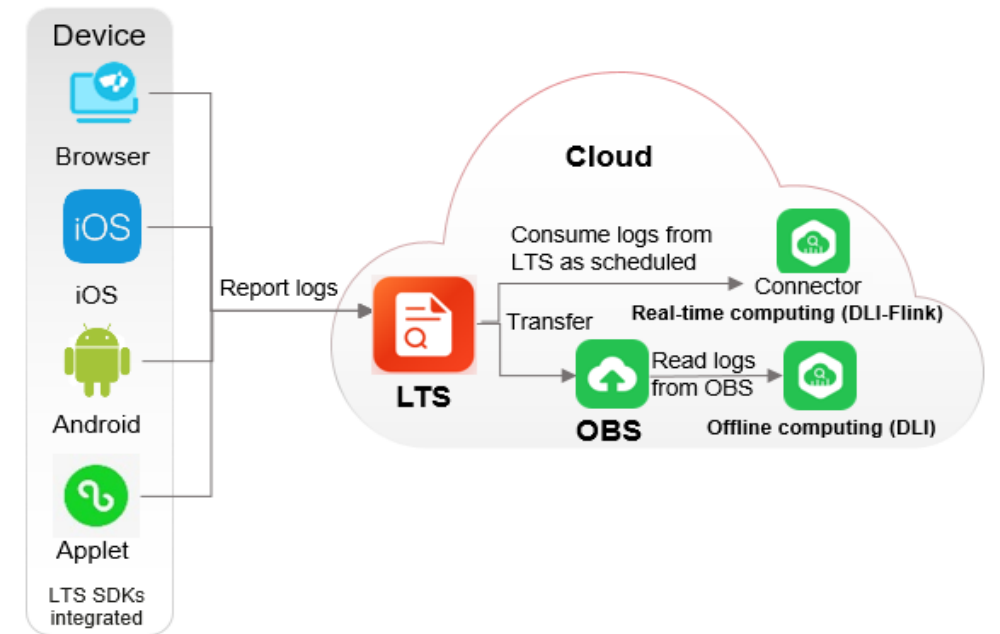 Device
Browser
iOS
iOS
Android
Applet
LTS SDKs
integrated
Report logs
Cloud
LTS
Consume logs from
LTS as scheduled
Connector
Real-time computing (DLI-Flink)
Transfer
OBS
Read logs
from OBS
Offline computing (DLI)